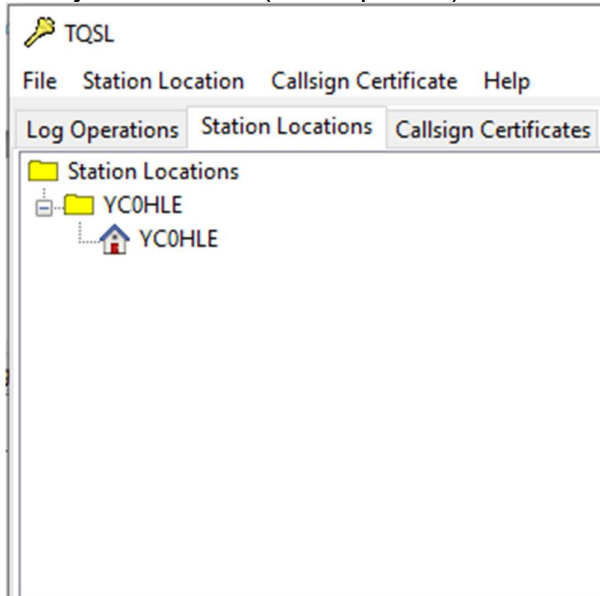 TQSL
File Station Location Callsign Certificate Help
Log Operations Station Locations Callsign Certificates
Station Locations
YC0HLE
YC0HLE